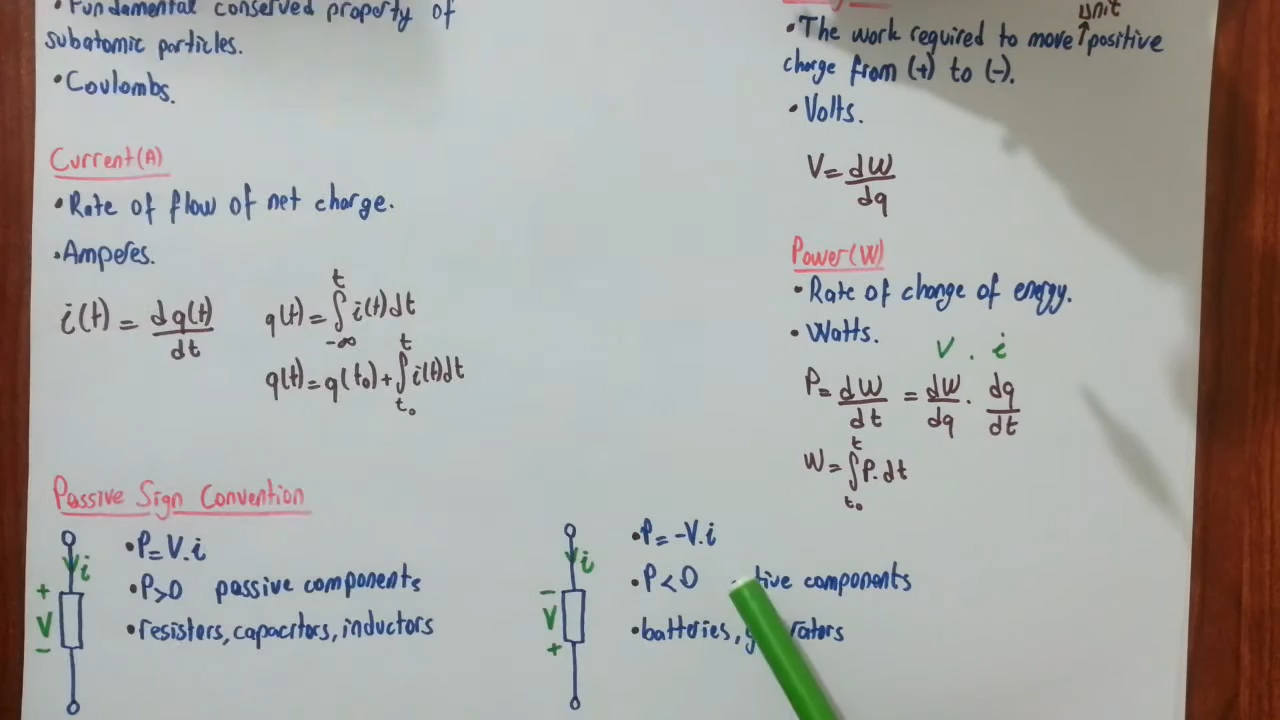 • Fundamental conserved property of
subatomic particles.
• Coulombs.
Current(A)
• Rate of flow of net charge.
• Amperes.
i(t) = dq(t)/dt
q(t) = ∫_{-∞}^{t} i(t)dt
q(t) = q(t₀) + ∫_{t₀}^{t} i(t)dt
unit
• The work required to move ↑ positive
charge from (+) to (-).
• Volts.
V = dW/dq
Power(W)
• Rate of change of energy.
• Watts.
V . i
P = dW/dt = dW/dq . dq/dt
W = ∫_{t₀}^{t} P.dt
Passive Sign Convention
i
+
V
-
• P = V.i
• P>0 passive components
• resisters, capacitors, inductors
i
-
V
+
• P = -V.i
• P<0 tive components
• batteries, g rators